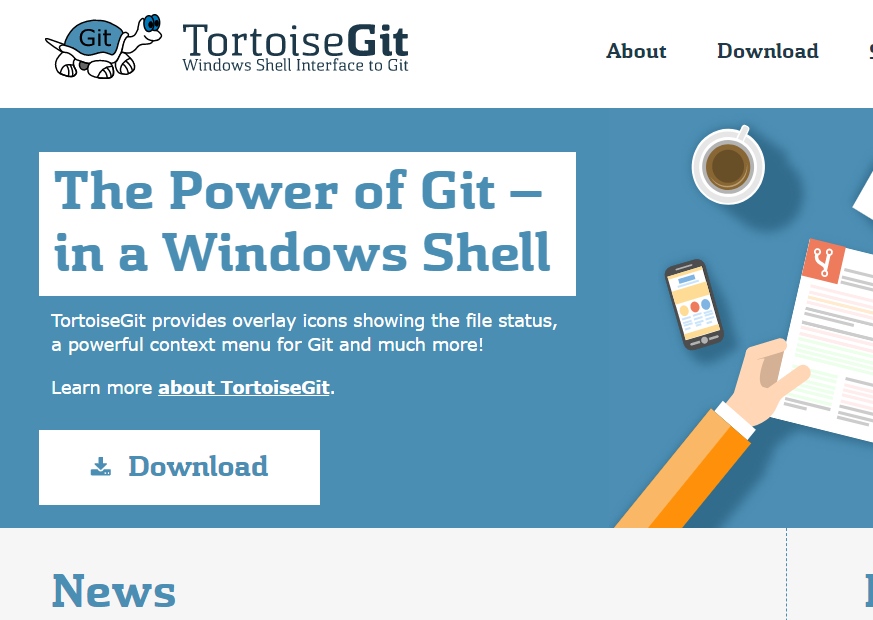 Git
TortoiseGit
Windows Shell Interface to Git
About
Download
The Power of Git –
in a Windows Shell
TortoiseGit provides overlay icons showing the file status,
a powerful context menu for Git and much more!
Learn more about TortoiseGit.
Download
News